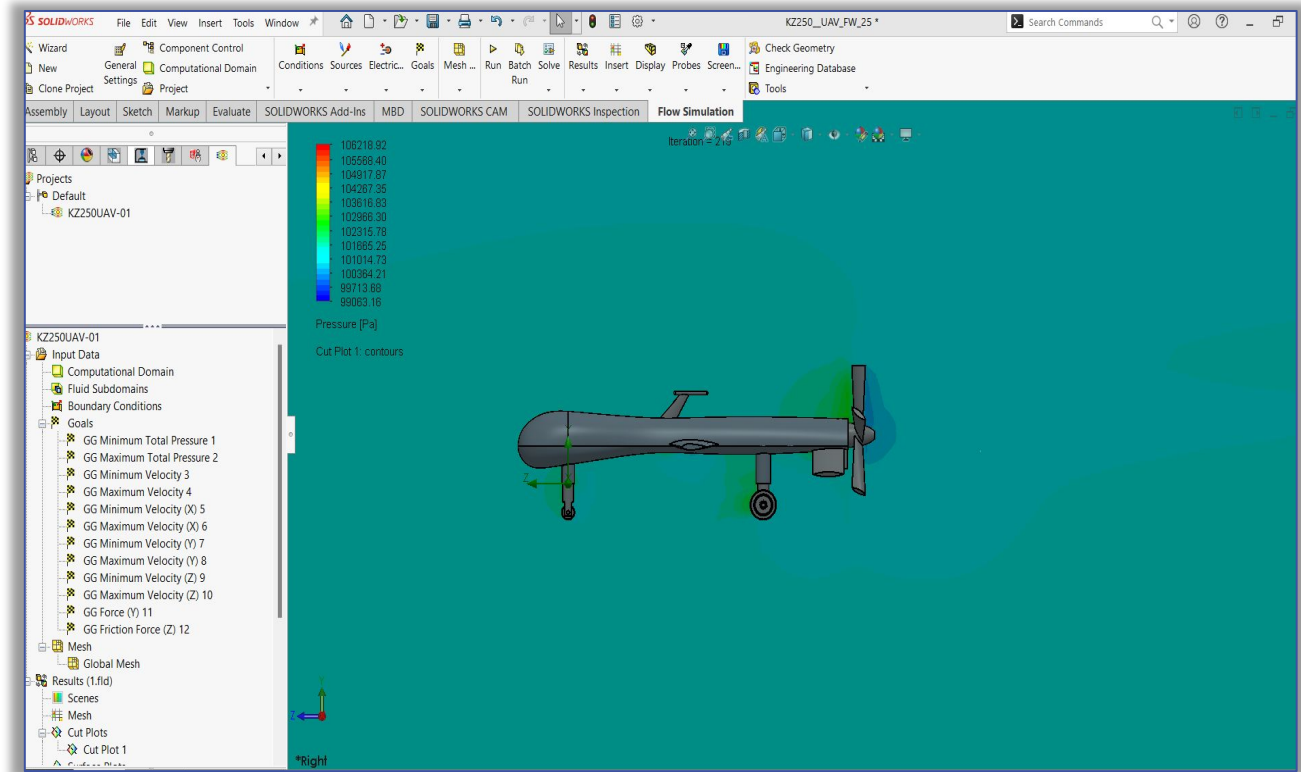 SOLIDWORKS File Edit View Insert Tools Window KZ250__UAV_FW_25 * Search Commands
Wizard
New
Clone Project
General Settings
Component Control
Computational Domain
Project
Conditions Sources Electric... Goals Mesh ... Run Batch Run Solve Results Insert Display Probes Screen...
Check Geometry
Engineering Database
Tools
Assembly Layout Sketch Markup Evaluate SOLIDWORKS Add-Ins MBD SOLIDWORKS CAM SOLIDWORKS Inspection Flow Simulation
Projects
Default
KZ250UAV-01
KZ250UAV-01
Input Data
Computational Domain
Fluid Subdomains
Boundary Conditions
Goals
GG Minimum Total Pressure 1
GG Maximum Total Pressure 2
GG Minimum Velocity 3
GG Maximum Velocity 4
GG Minimum Velocity (X) 5
GG Maximum Velocity (X) 6
GG Minimum Velocity (Y) 7
GG Maximum Velocity (Y) 8
GG Minimum Velocity (Z) 9
GG Maximum Velocity (Z) 10
GG Force (Y) 11
GG Friction Force (Z) 12
Mesh
Global Mesh
Results (1.fld)
Scenes
Mesh
Cut Plots
Cut Plot 1
106218.92
105568.40
104917.87
104267.35
103616.83
102966.30
102315.78
101665.25
101014.73
100364.21
99713.68
99063.16
Pressure [Pa]
Cut Plot 1: contours
Iteration =
Z
Y
Z
*Right